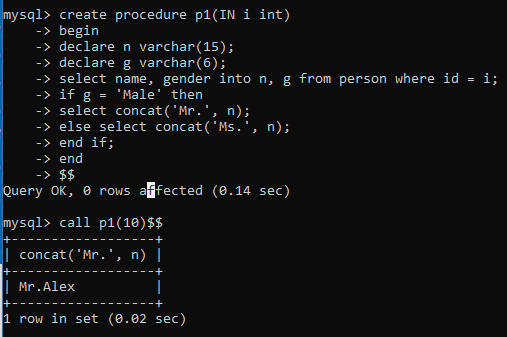 mysql> create procedure p1(IN i int)
    -> begin
    -> declare n varchar(15);
    -> declare g varchar(6);
    -> select name, gender into n, g from person where id = i;
    -> if g = 'Male' then
    -> select concat('Mr.', n);
    -> else select concat('Ms.', n);
    -> end if;
    -> end
    -> $$
Query OK, 0 rows affected (0.14 sec)

mysql> call p1(10)$$
+------------------+
| concat('Mr.', n) |
+------------------+
| Mr.Alex          |
+------------------+
1 row in set (0.02 sec)